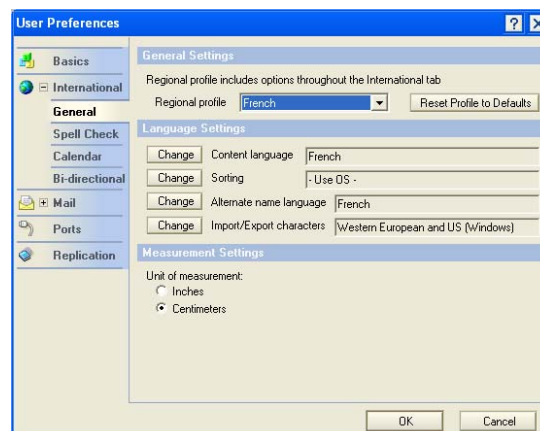 User Preferences
Basics
International
General
Spell Check
Calendar
Bi-directional
Mail
Ports
Replication
General Settings
Regional profile includes options throughout the International tab
Regional profile French Reset Profile to Defaults
Language Settings
Change Content language French
Change Sorting - Use OS -
Change Alternate name language French
Change Import/Export characters Western European and US (Windows)
Measurement Settings
Unit of measurement:
Inches
Centimeters
OK Cancel